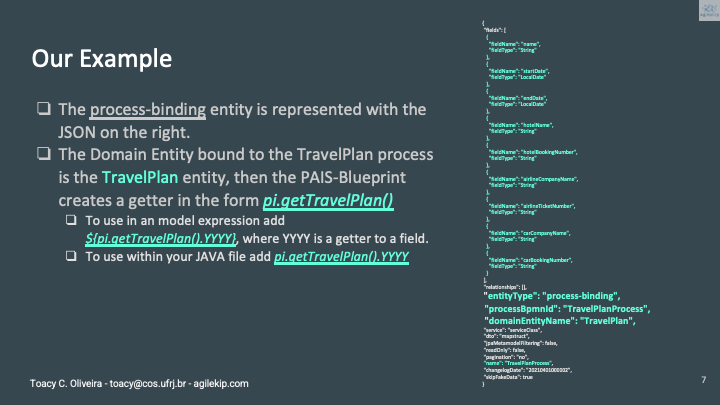 agilekip
Our Example
❑ The process-binding entity is represented with the
JSON on the right.
❑ The Domain Entity bound to the TravelPlan process
is the TravelPlan entity, then the PAIS-Blueprint
creates a getter in the form pi.getTravelPlan()
❑ To use in an model expression add
${pi.getTravelPlan().YYYY}, where YYYY is a getter to a field.
❑ To use within your JAVA file add pi.getTravelPlan().YYYY
{
"fields": [
{
"fieldName": "name",
"fieldType": "String"
},
{
"fieldName": "startDate",
"fieldType": "LocalDate"
},
{
"fieldName": "endDate",
"fieldType": "LocalDate"
},
{
"fieldName": "hotelName",
"fieldType": "String"
},
{
"fieldName": "hotelBookingNumber",
"fieldType": "String"
},
{
"fieldName": "airlineCompanyName",
"fieldType": "String"
},
{
"fieldName": "airlineTicketNumber",
"fieldType": "String"
},
{
"fieldName": "carCompanyName",
"fieldType": "String"
},
{
"fieldName": "carBookingNumber",
"fieldType": "String"
}
],
"relationships": [],
"entityType": "process-binding",
"processBpmnId": "TravelPlanProcess",
"domainEntityName": "TravelPlan",
"service": "serviceClass",
"dto": "mapstruct",
"jpaMetamodelFiltering": false,
"readOnly": false,
"pagination": "no",
"name": "TravelPlanProcess",
"changelogDate": "20210401000002",
"skipFakeData": true
}
Toacy C. Oliveira - toacy@cos.ufrj.br - agilekip.com
7